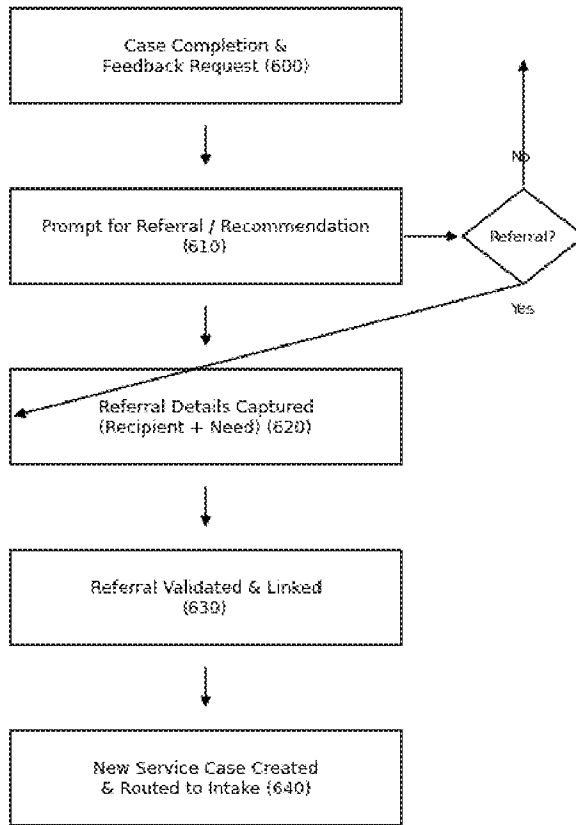 Case Completion &
Feedback Request (600)
No
Prompt for Referral / Recommendation
(610)
Referral?
Yes
Referral Details Captured
(Recipient + Need) (620)
Referral Validated & Linked
(630)
New Service Case Created
& Routed to Intake (640)